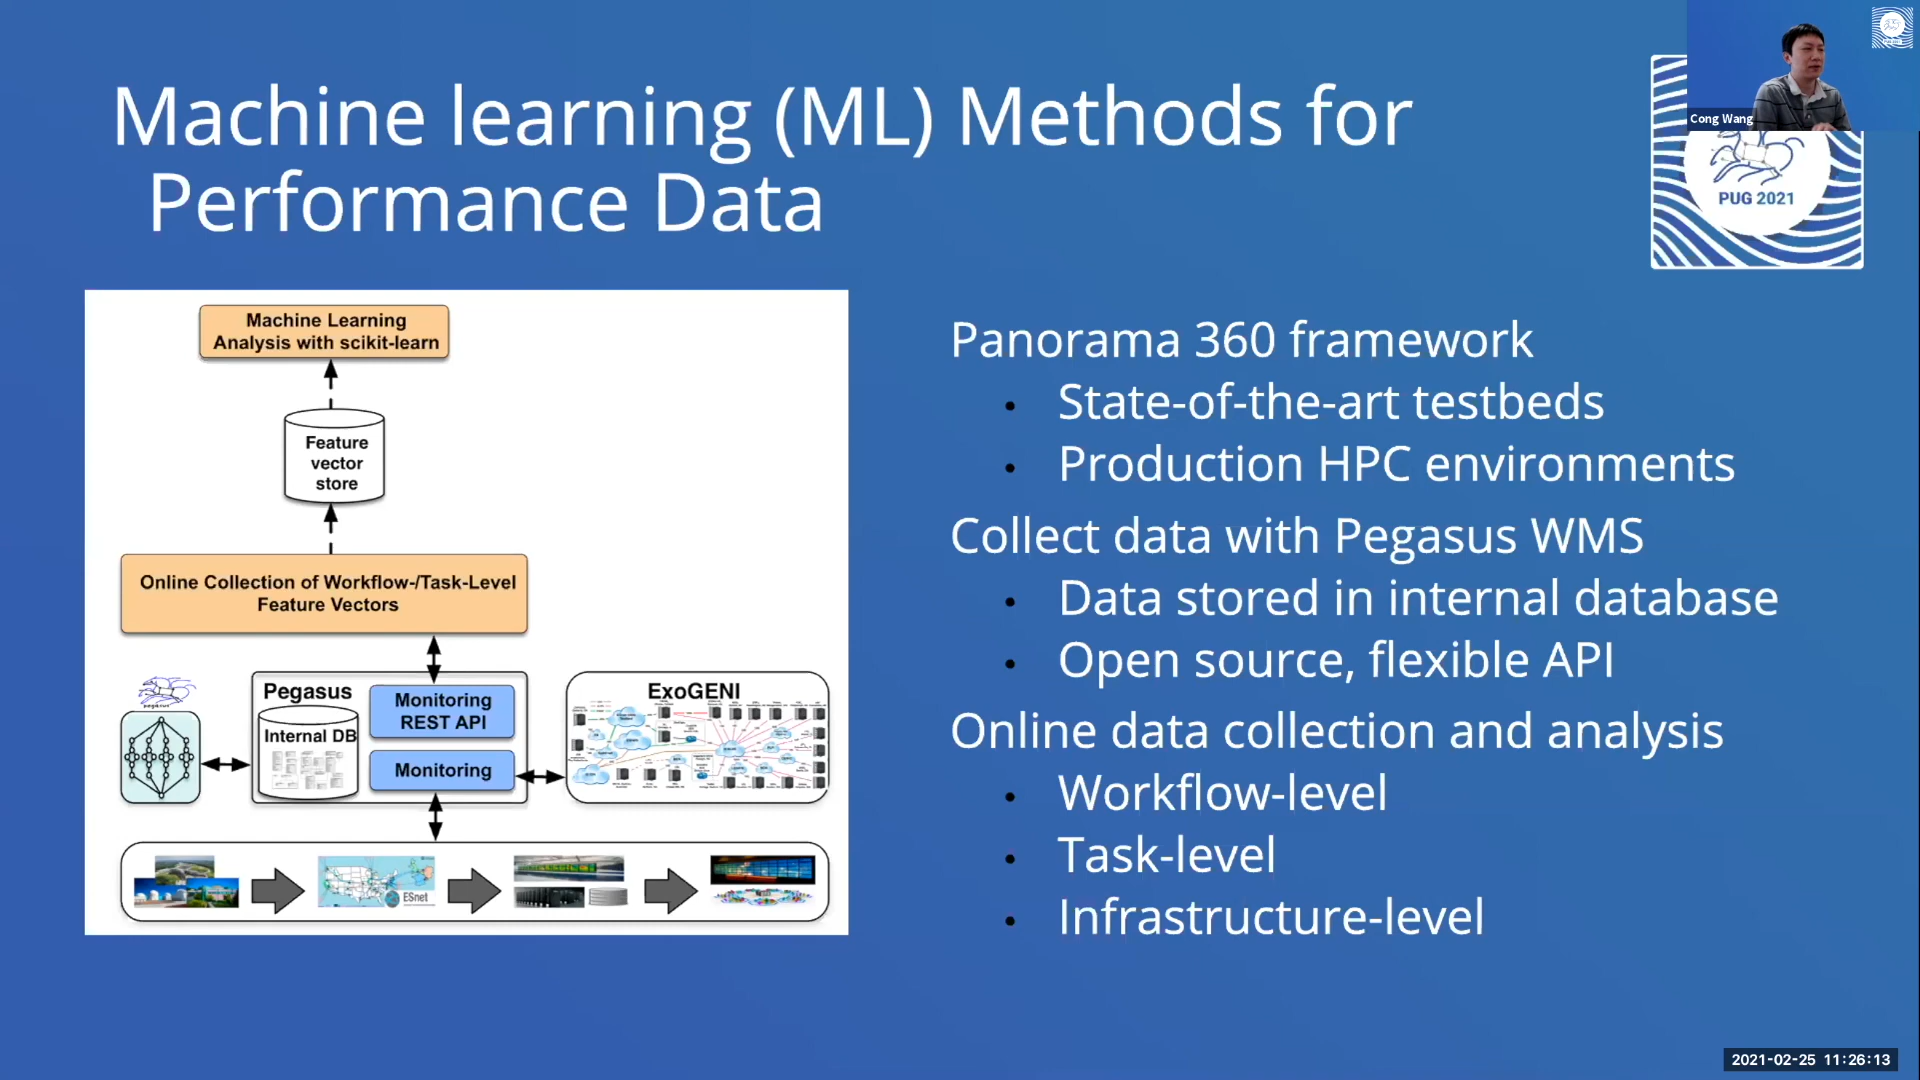 Machine learning (ML) Methods for
Performance Data
Cong Wang
PUG 2021
Machine Learning
Analysis with scikit-learn
Feature
vector
store
Online Collection of Workflow-/Task-Level
Feature Vectors
pegasus
Pegasus
Internal DB
Monitoring
REST API
Monitoring
ExoGENI
ESnet
Panorama 360 framework
• State-of-the-art testbeds
• Production HPC environments
Collect data with Pegasus WMS
• Data stored in internal database
• Open source, flexible API
Online data collection and analysis
• Workflow-level
• Task-level
• Infrastructure-level
2021-02-25 11:26:13